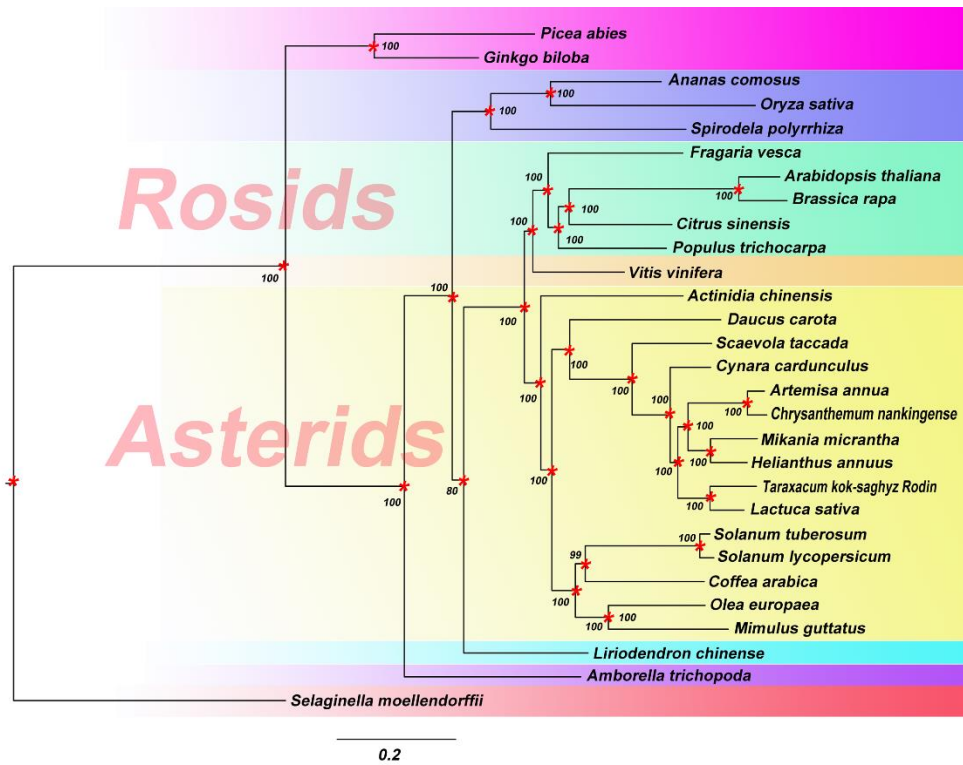 Picea abies
100
Ginkgo biloba
Ananas comosus
100
Oryza sativa
100
Spirodela polyrrhiza
Fragaria vesca
100
Arabidopsis thaliana
100
Brassica rapa
100
Rosids
100
Citrus sinensis
100
Populus trichocarpa
Vitis vinifera
100
Actinidia chinensis
100
100
Daucus carota
Scaevola taccada
100
Cynara cardunculus
100
100
Artemisa annua
100
Chrysanthemum nankingense
100
100
Asterids
Mikania micrantha
100
100
Helianthus annuus
100
Taraxacum kok-saghyz Rodin
80
100
100
Lactuca sativa
Solanum tuberosum
100
99
Solanum lycopersicum
Coffea arabica
100
Olea europaea
100
Mimulus guttatus
Liriodendron chinense
Amborella trichopoda
Selaginella moellendorffii
0.2